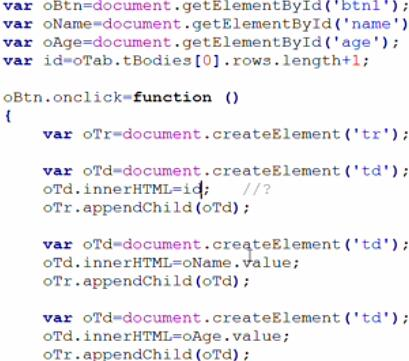 var oBtn=document.getElementById('btn1');
var oName=document.getElementById('name')
var oAge=document.getElementById('age');
var id=oTab.tBodies[0].rows.length+1;
oBtn.onclick=function ()
{
var oTr=document.createElement('tr');
var oTd=document.createElement('td');
oTd.innerHTML=id; //?
oTr.appendChild(oTd);
var oTd=document.createElement('td');
oTd.innerHTML=oName.value;
oTr.appendChild(oTd);
var oTd=document.createElement('td');
oTd.innerHTML=oAge.value;
oTr.appendChild(oTd);